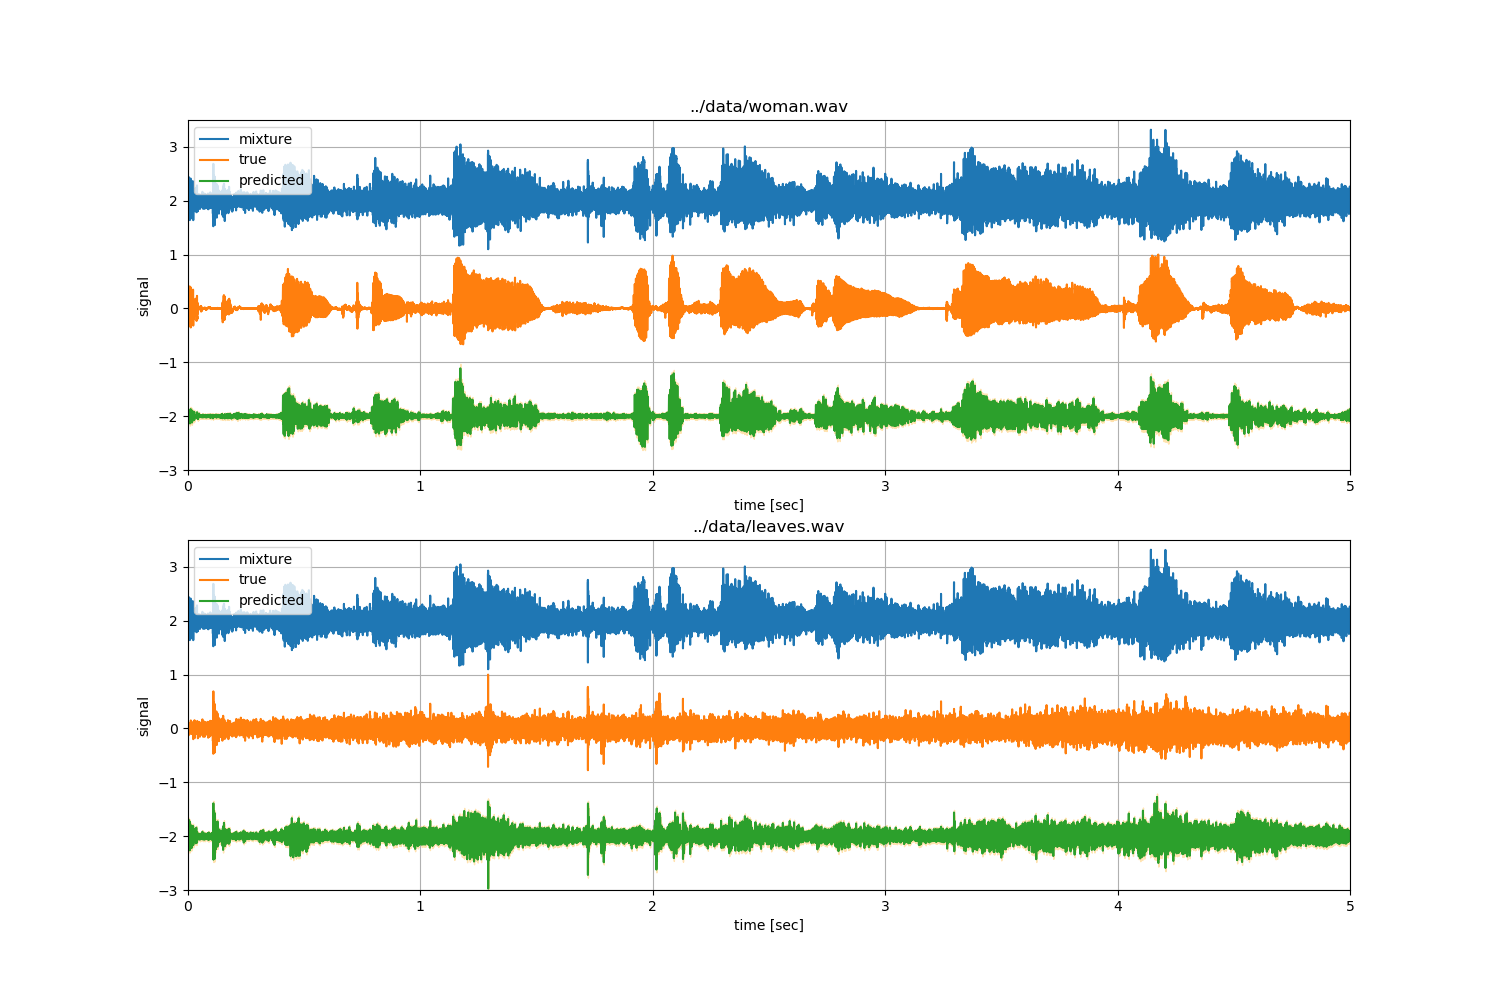 ../data/woman.wav
mixture
true
predicted
3
2
1
0
−1
−2
−3
signal
0 1 2 3 4 5
time [sec]
../data/leaves.wav
mixture
true
predicted
3
2
1
0
−1
−2
−3
signal
0 1 2 3 4 5
time [sec]